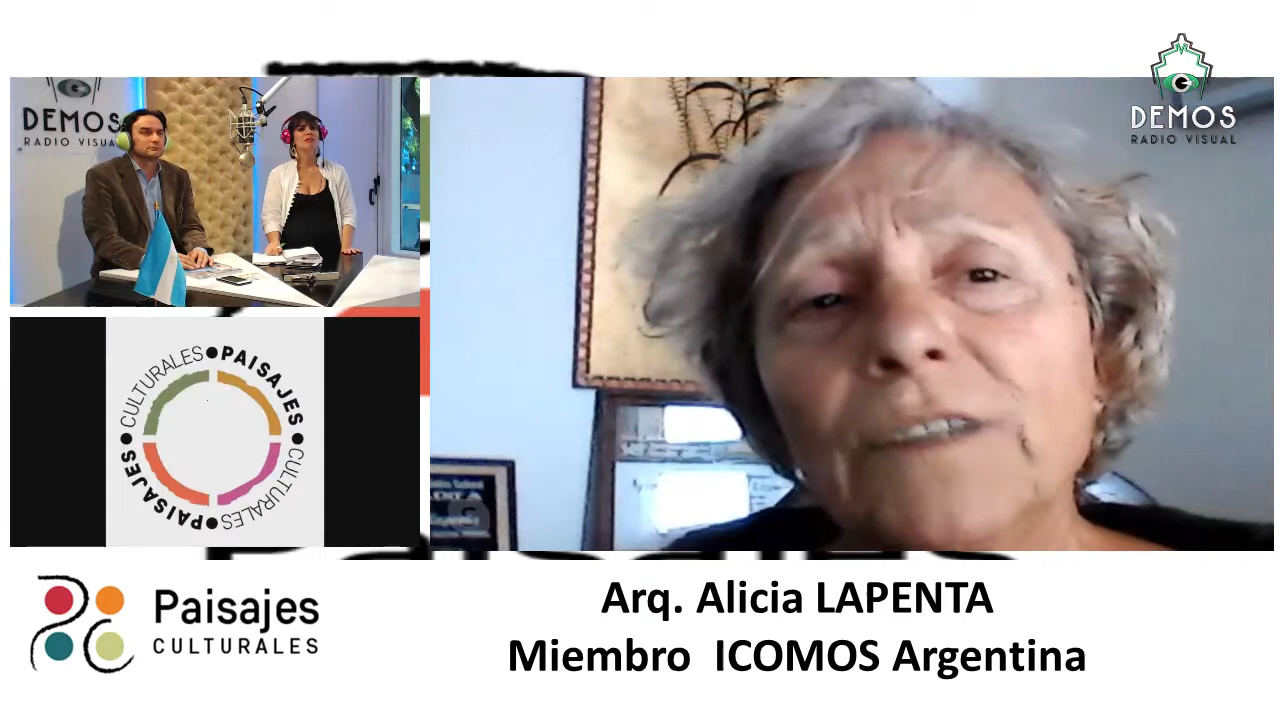 DEMOS
RADIO VISUAL
DEMOS
RADIO VISUAL
CULTURALES PAISAJES
CULTURALES PAISAJES
Paisajes
CULTURALES
Arq. Alicia LAPENTA
Miembro ICOMOS Argentina